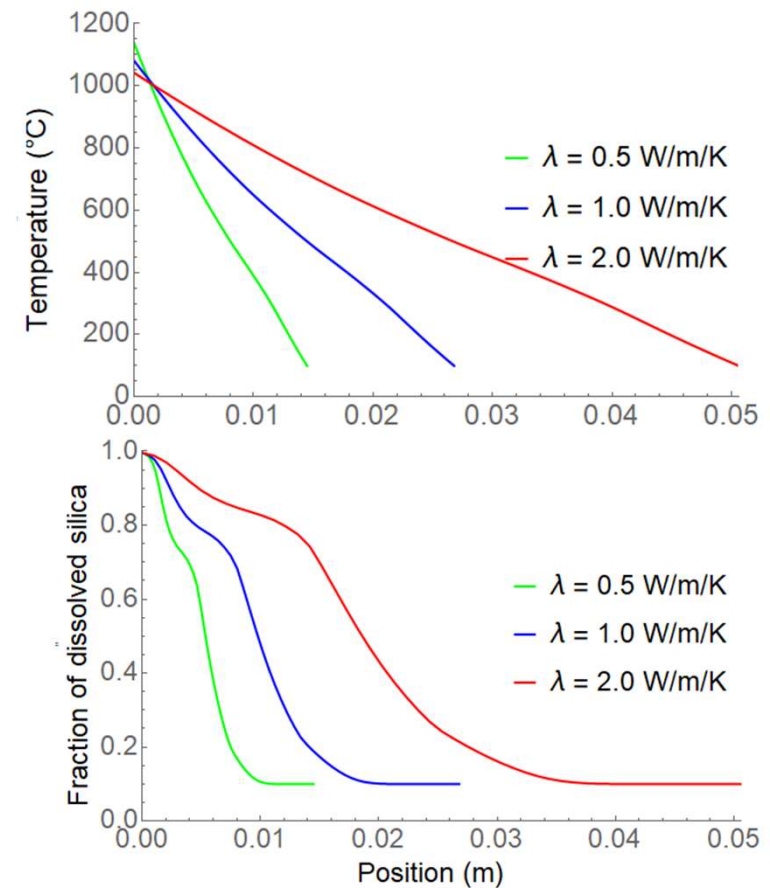 1200
1000
800
600
400
200
0
Temperature (°C)
λ = 0.5 W/m/K
λ = 1.0 W/m/K
λ = 2.0 W/m/K
0.00 0.01 0.02 0.03 0.04 0.05
1.0
0.8
0.6
0.4
0.2
0.0
Fraction of dissolved silica
λ = 0.5 W/m/K
λ = 1.0 W/m/K
λ = 2.0 W/m/K
0.00 0.01 0.02 0.03 0.04 0.05
Position (m)